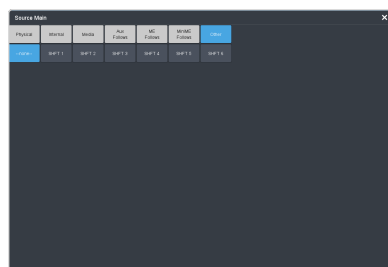 Source Main
Physical Internal Media Aux Follows ME Follows MiniME Follows Other
<none> SHFT 1 SHFT 2 SHFT 3 SHFT 4 SHFT 5 SHFT 6